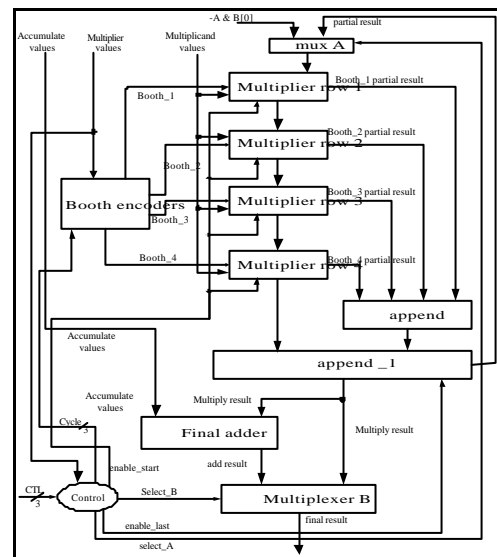 -A & B[0]
partial result
Accumulate
values
Multiplier
values
Multiplicand
values
mux A
Booth_1 partial result
Multiplier row 1
Booth_1
Booth_2 partial result
Multiplier row 2
Booth_2
Booth encoders
Booth_3 partial result
Multiplier row 3
Booth_3
Booth_4 partial result
Multiplier row 4
Booth_4
append
Accumulate
values
append _1
Accumulate
values
Multiply result
Cycle
3
Final adder
Multiply result
enable_start
add result
CTL
3
Control
Select_B
Multiplexer B
enable_last
final result
select_A